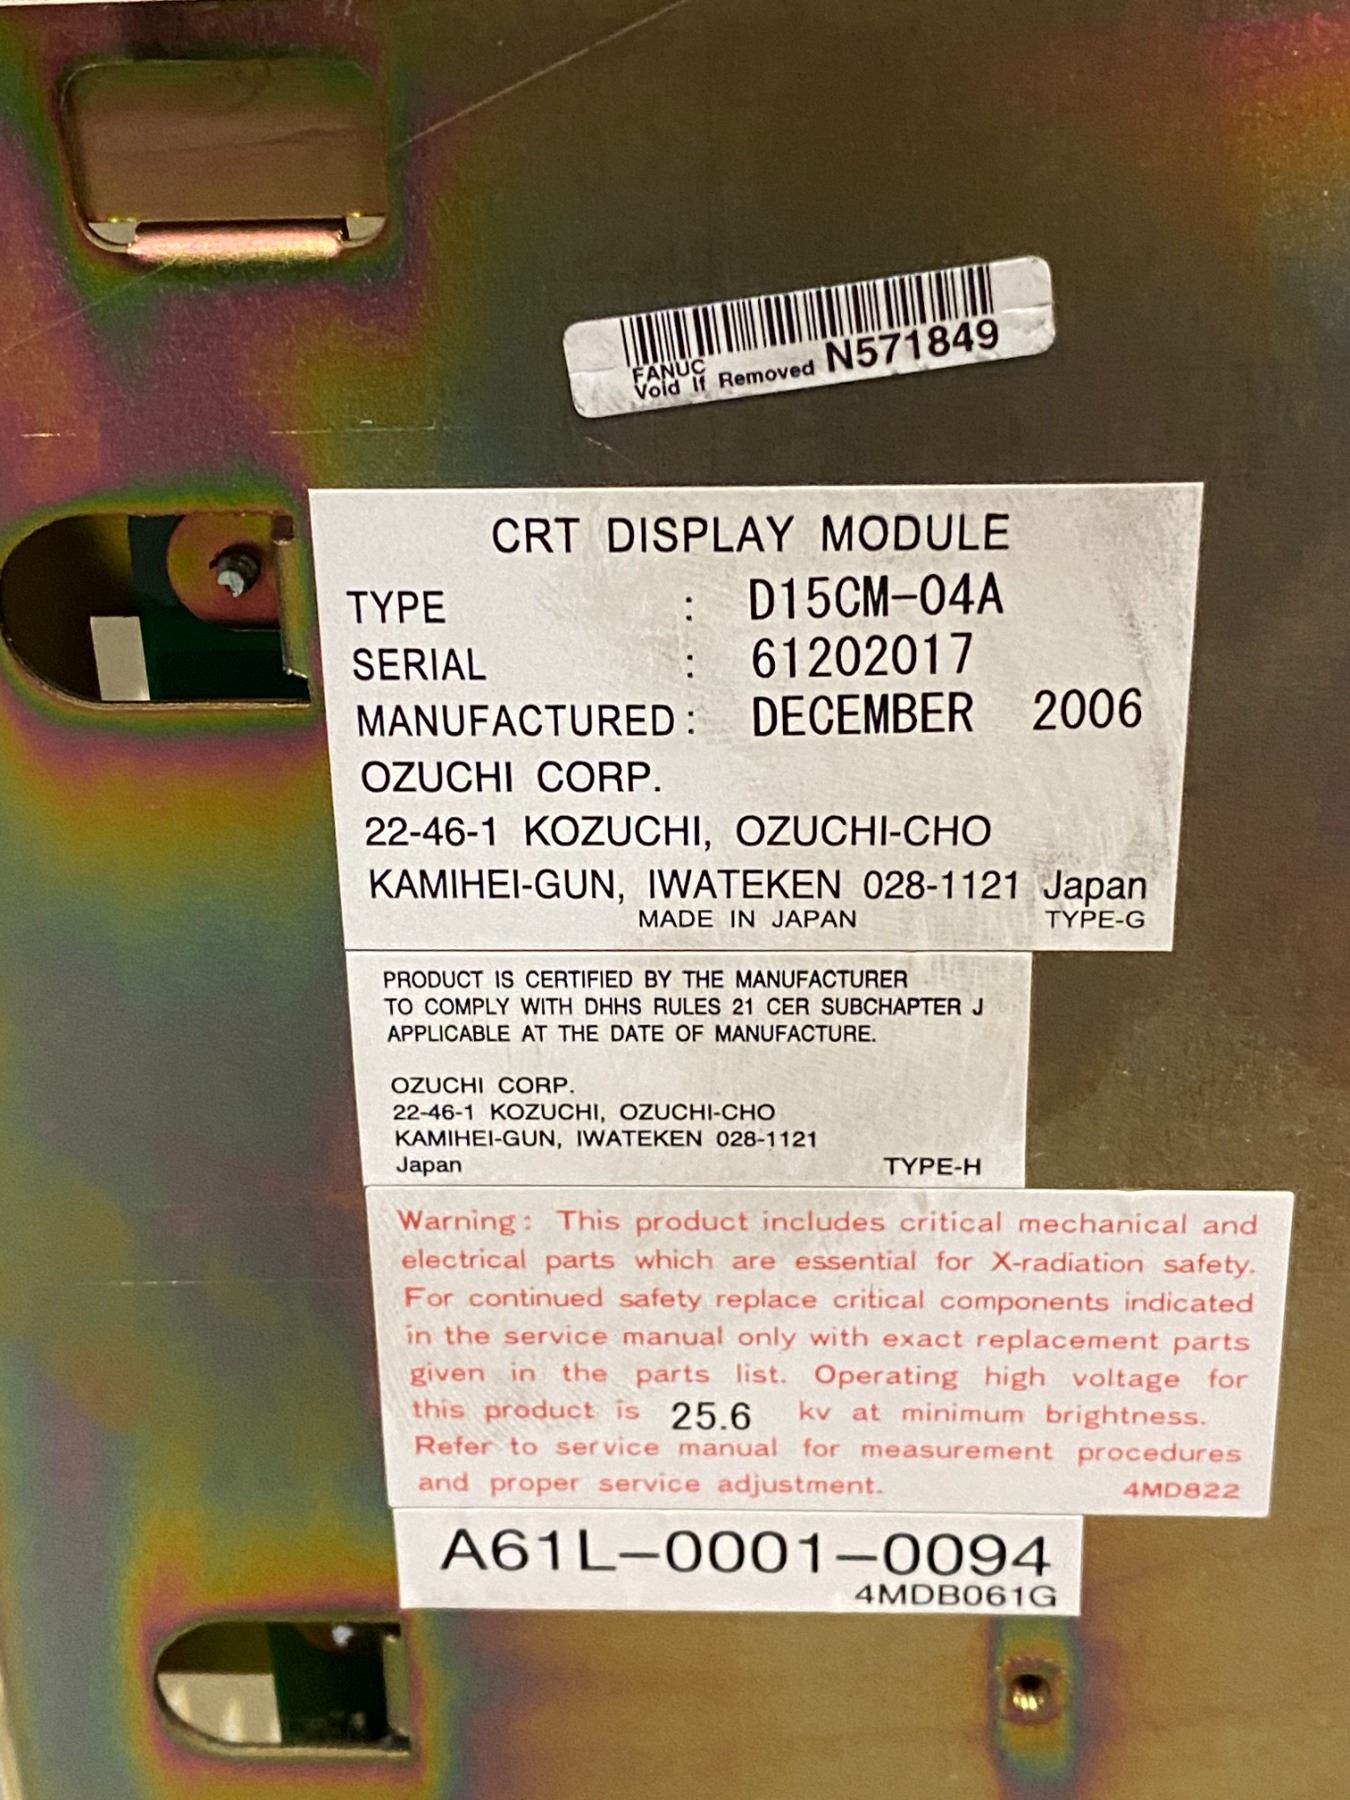 FANUC
Void If Removed N571849
CRT DISPLAY MODULE
TYPE : D15CM-04A
SERIAL : 61202017
MANUFACTURED : DECEMBER 2006
OZUCHI CORP.
22-46-1 KOZUCHI, OZUCHI-CHO
KAMIHEI-GUN, IWATEKEN 028-1121 Japan
MADE IN JAPAN TYPE-G
PRODUCT IS CERTIFIED BY THE MANUFACTURER
TO COMPLY WITH DHHS RULES 21 CER SUBCHAPTER J
APPLICABLE AT THE DATE OF MANUFACTURE.
OZUCHI CORP.
22-46-1 KOZUCHI, OZUCHI-CHO
KAMIHEI-GUN, IWATEKEN 028-1121
Japan TYPE-H
Warning: This product includes critical mechanical and
electrical parts which are essential for X-radiation safety.
For continued safety replace critical components indicated
in the service manual only with exact replacement parts
given in the parts list. Operating high voltage for
this product is 25.6 kv at minimum brightness.
Refer to service manual for measurement procedures
and proper service adjustment. 4MD822
A61L-0001-0094
4MDB061G